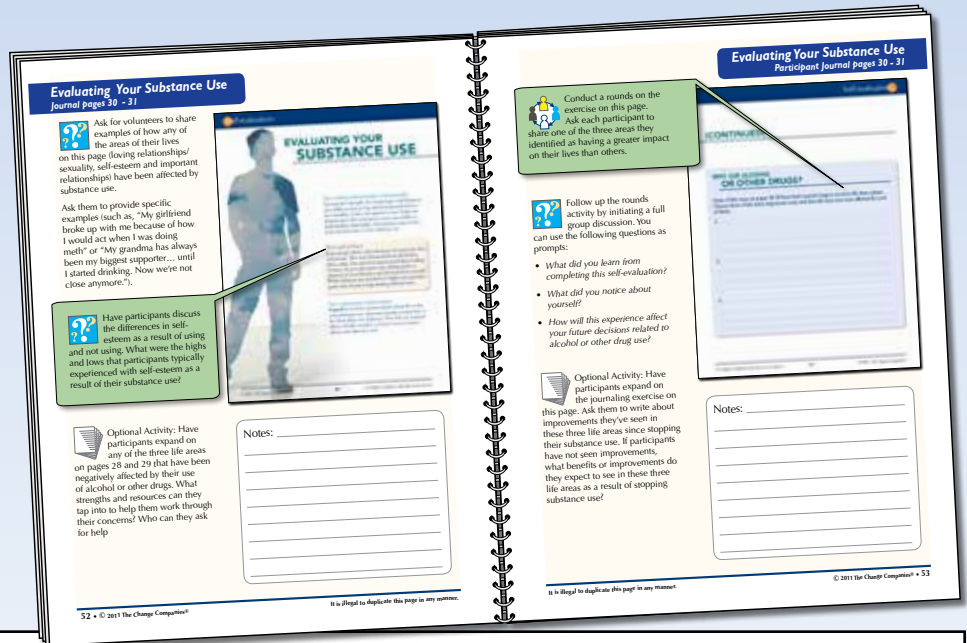 Evaluating Your Substance Use
Journal pages 30 - 31
Ask for volunteers to share
examples of how any of
the areas of their lives
on this page (loving relationships/
sexuality, self-esteem and important
relationships) have been affected by
substance use.
Ask them to provide specific
examples (such as, "My girlfriend
broke up with me because of how
I would act when I was doing
meth" or "My grandma has always
been my biggest supporter… until
I started drinking. Now we're not
close anymore.").
Have participants discuss
the differences in self-
esteem as a result of using
and not using. What were the highs
and lows that participants typically
experienced with self-esteem as a
result of their substance use?
Optional Activity: Have
participants expand on
any of the three life areas
on pages 28 and 29 that have been
negatively affected by their use
of alcohol or other drugs. What
strengths and resources can they
tap into to help them work through
their concerns? Who can they ask
for help
EVALUATING YOUR
SUBSTANCE USE
Notes:
52 • © 2011 The Change Companies®
It is illegal to duplicate this page in any manner.
Evaluating Your Substance Use
Participant Journal pages 30 - 31
Conduct a rounds on the
exercise on this page.
Ask each participant to
share one of the three areas they
identified as having a greater impact
on their lives than others.
Follow up the rounds
activity by initiating a full
group discussion. You
can use the following questions as
prompts:
• What did you learn from
completing this self-evaluation?
• What did you notice about
yourself?
• How will this experience affect
your future decisions related to
alcohol or other drug use?
Optional Activity: Have
participants expand on
the journaling exercise on
this page. Ask them to write about
improvements they've seen in
these three life areas since stopping
their substance use. If participants
have not seen improvements,
what benefits or improvements do
they expect to see in these three
life areas as a result of stopping
substance use?
OR OTHER DRUGS?
Notes:
It is illegal to duplicate this page in any manner.
© 2011 The Change Companies® • 53